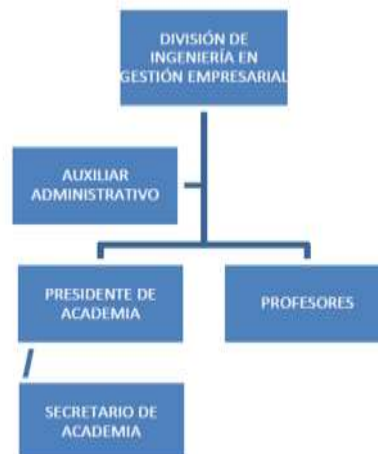 DIVISIÓN DE
INGENIERÍA EN
GESTIÓN EMPRESARIAL
AUXILIAR
ADMINISTRATIVO
PRESIDENTE DE
ACADEMIA
PROFESORES
SECRETARIO DE
ACADEMIA